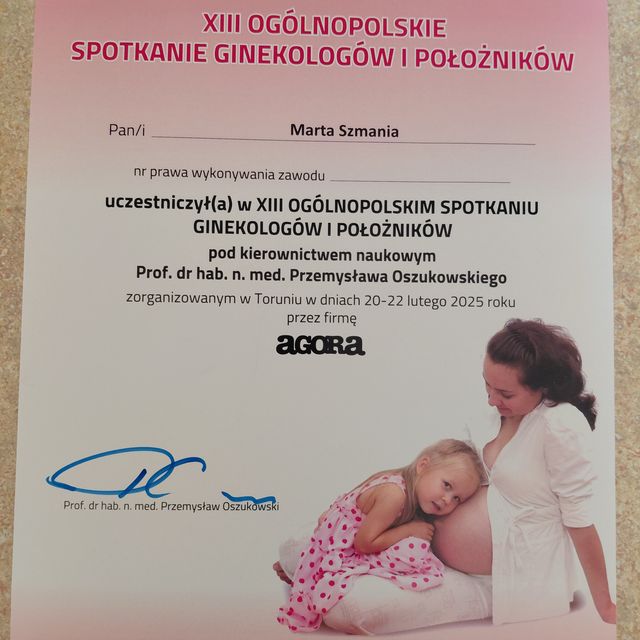 XIII OGÓLNOPOLSKIE
SPOTKANIE GINEKOLOGÓW I POŁOŻNIKÓW
Pan/i Marta Szmania
nr prawa wykonywania zawodu
uczestniczył(a) w XIII OGÓLNOPOLSKIM SPOTKANIU
GINEKOLOGÓW I POŁOŻNIKÓW
pod kierownictwem naukowym
Prof. dr hab. n. med. Przemysława Oszukowskiego
zorganizowanym w Toruniu w dniach 20-22 lutego 2025 roku
przez firmę
AGORA
Prof. dr hab. n. med. Przemysław Oszukowski